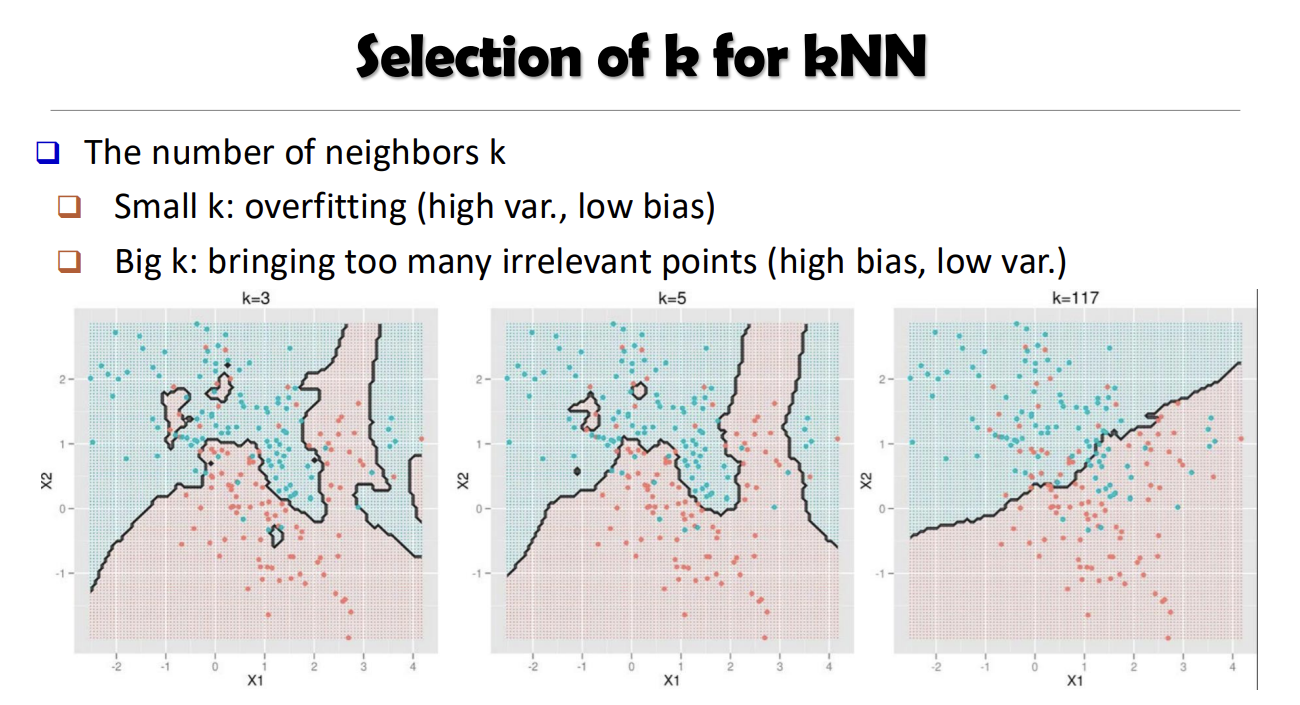 Selection of k for kNN
The number of neighbors k
Small k: overfitting (high var., low bias)
Big k: bringing too many irrelevant points (high bias, low var.)
k=3
2
1
0
-1
X2
-2 -1 0 1 2 3 4
X1
k=5
2
1
0
-1
X2
-2 -1 0 1 2 3 4
X1
k=117
2
1
0
-1
X2
-2 -1 0 1 2 3 4
X1